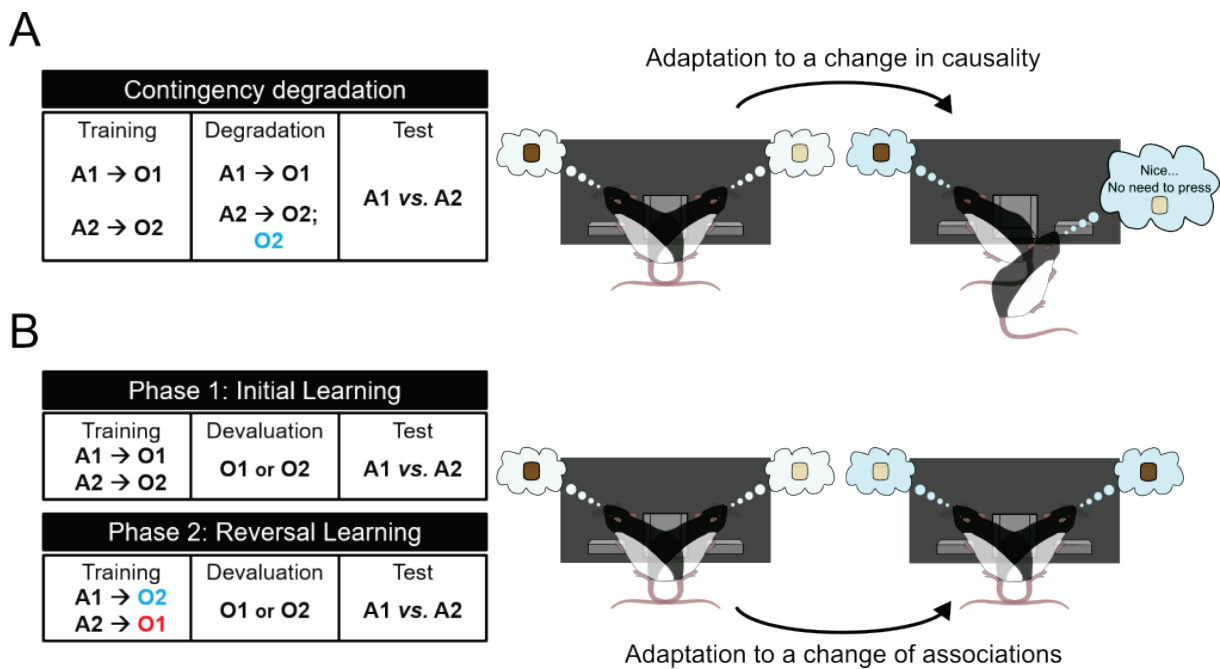 A
Contingency degradation
Training
A1 → O1
A2 → O2
Degradation
A1 → O1
A2 → O2;
O2
Test
A1 vs. A2
Adaptation to a change in causality
Nice...
No need to press
B
Phase 1: Initial Learning
Training
A1 → O1
A2 → O2
Devaluation
O1 or O2
Test
A1 vs. A2
Phase 2: Reversal Learning
Training
A1 → O2
A2 → O1
Devaluation
O1 or O2
Test
A1 vs. A2
Adaptation to a change of associations